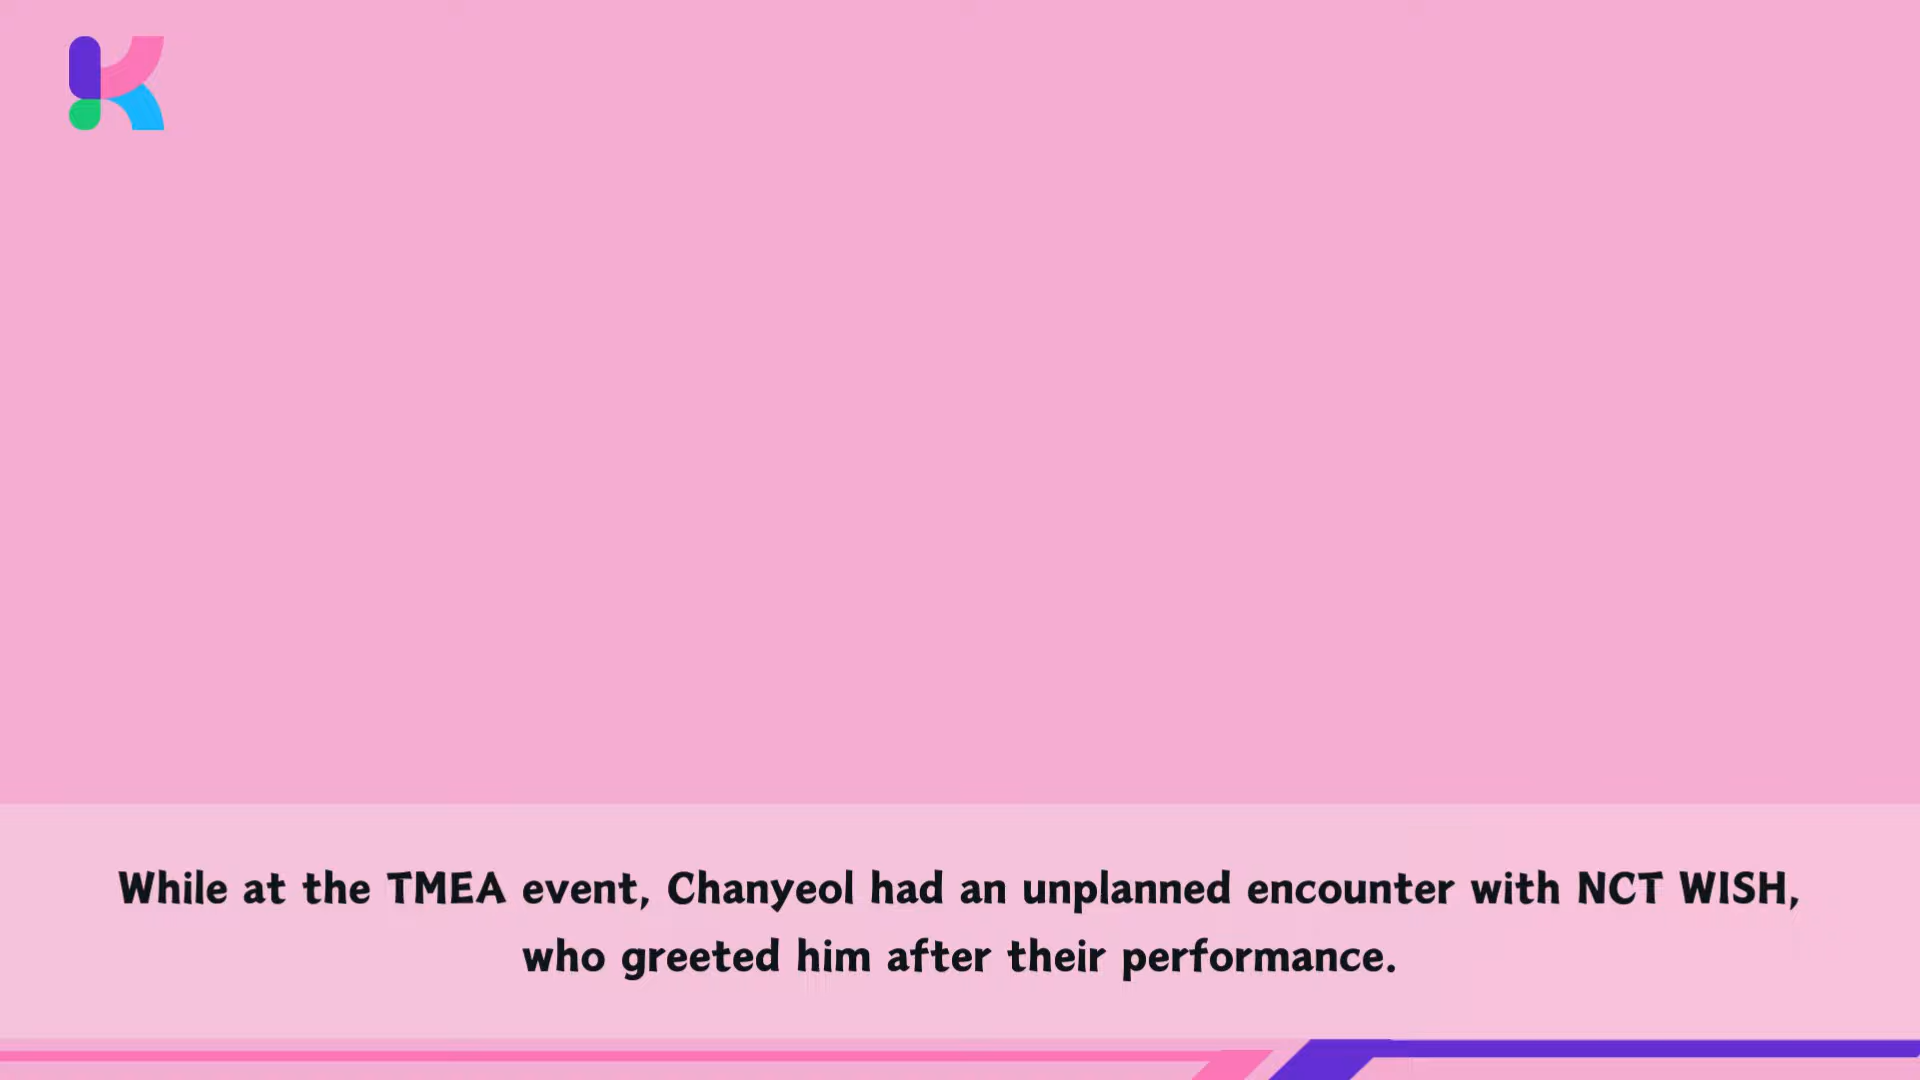 While at the TMEA event, Chanyeol had an unplanned encounter with NCT WISH,
who greeted him after their performance.